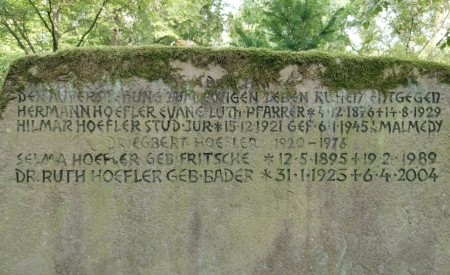 DER AUFERSTEHUNG ZUM EWIGEN LEBEN RUHEN ENTGEGEN:
HERMANN HOEFLER EVANG. LUTH. PFARRER * 4.12.1876 + 14.8.1929
HILMAR HOEFLER STUD. JUR * 15.12.1921 GEF. 6.1.1945 b. MALMEDY
DR. EGBERT HOEFLER 1920-1976
SELMA HOEFLER GEB. FRITSCHE * 12.5.1895 + 19.2.1989
DR. RUTH HOEFLER GEB. BADER * 31.1.1923 + 6.4.2004